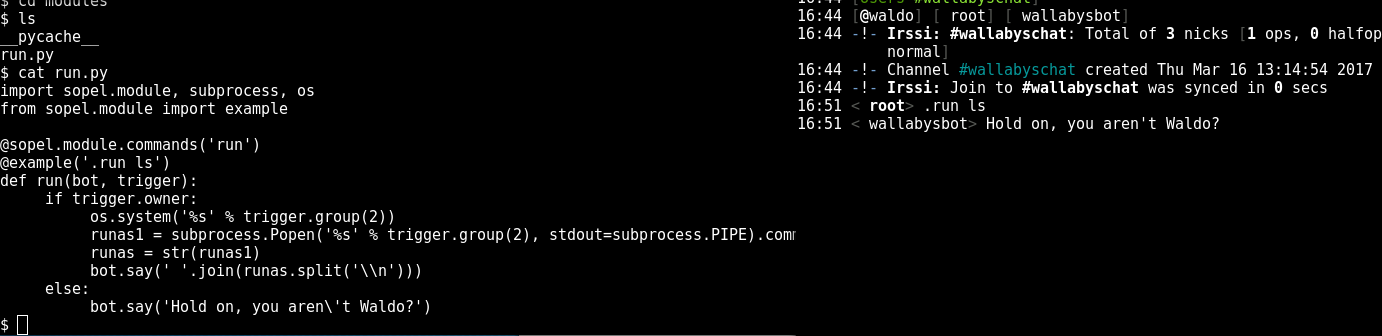 $ cd modules
$ ls
__pycache__
run.py
$ cat run.py
import sopel.module, subprocess, os
from sopel.module import example
@sopel.module.commands('run')
@example('.run ls')
def run(bot, trigger):
     if trigger.owner:
          os.system('%s' % trigger.group(2))
          runas1 = subprocess.Popen('%s' % trigger.group(2), stdout=subprocess.PIPE).comm
          runas = str(runas1)
          bot.say(' '.join(runas.split('\\n')))
     else:
          bot.say('Hold on, you aren\'t Waldo?')
$
16:44 [Users #wallabyschat]
16:44 [@waldo] [ root] [ wallabysbot]
16:44 -!- Irssi: #wallabyschat: Total of 3 nicks [1 ops, 0 halfop
          normal]
16:44 -!- Channel #wallabyschat created Thu Mar 16 13:14:54 2017
16:44 -!- Irssi: Join to #wallabyschat was synced in 0 secs
16:51 < root> .run ls
16:51 < wallabysbot> Hold on, you aren't Waldo?